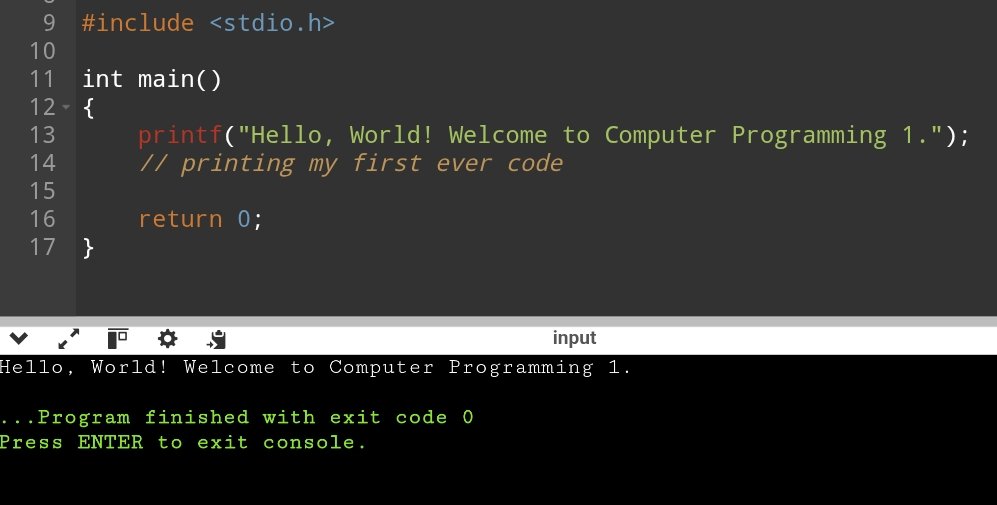 9 #include <stdio.h>
10
11 int main()
12 {
13     printf("Hello, World! Welcome to Computer Programming 1.");
14     // printing my first ever code
15
16     return 0;
17 }
input
Hello, World! Welcome to Computer Programming 1.
...Program finished with exit code 0
Press ENTER to exit console.